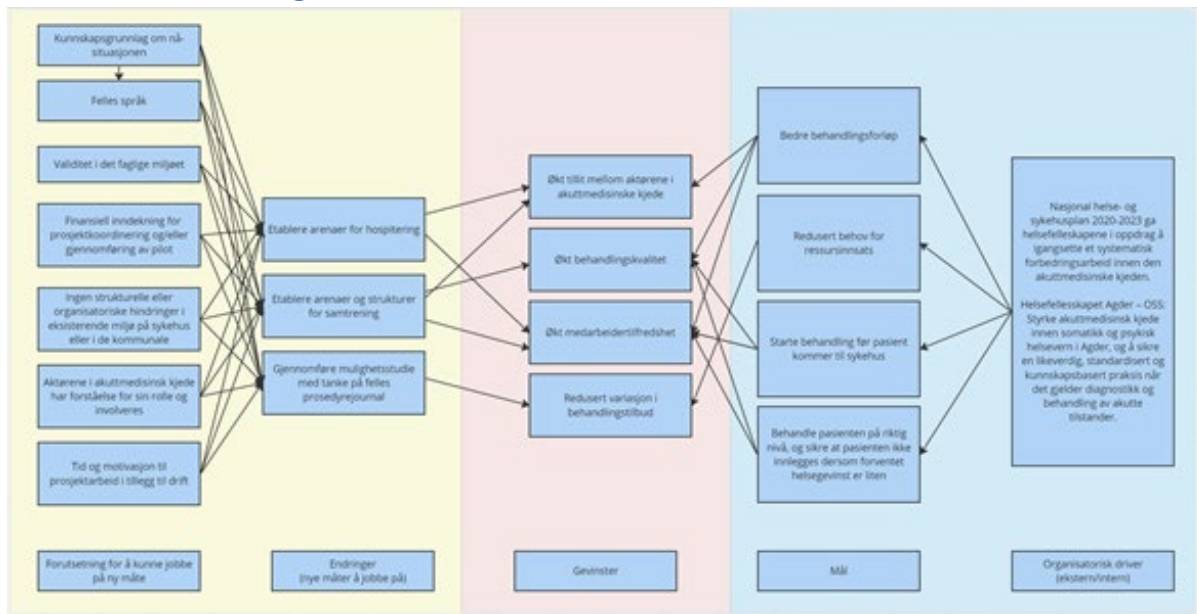 Kunnskapsgrunnlag om nå-
situasjonen
Felles språk
Validitet i det faglige miljøet
Finansiell inndekning for
prosjektkoordinering og/eller
gjennomføring av pilot
Ingen strukturelle eller
organisatoriske hindringer i
eksisterende miljø på sykehus
eller i de kommunale
Aktørene i akuttmedisinsk kjede
har forståelse for sin rolle og
involveres
Tid og motivasjon til
prosjektarbeid i tillegg til drift
Forutsetning for å kunne jobbe
på ny måte
Etablere arenaer for hospitering
Etablere arenaer og strukturer
for samtrening
Gjennomføre mulighetsstudie
med tanke på felles
prosedyrejournal
Endringer
(nye måter å jobbe på)
Økt tillit mellom aktørene i
akuttmedisinske kjede
Økt behandlingskvalitet
Økt medarbeidertilfredshet
Redusert variasjon i
behandlingstilbud
Gevinster
Bedre behandlingsforløp
Redusert behov for
ressursinnsats
Starte behandling før pasient
kommer til sykehus
Behandle pasienten på riktig
nivå, og sikre at pasienten ikke
innlegges dersom forventet
helsegevinst er liten
Mål
Nasjonal helse- og
sykehusplan 2020-2023 ga
helsefelleskapene i oppdrag å
igangsette et systematisk
forbedringsarbeid innen den
akuttmedisinske kjeden.
Helsefellesskapet Agder – OSS:
Styrke akuttmedisinsk kjede
innen somatikk og psykisk
helsevern i Agder, og å sikre
en likeverdig, standardisert og
kunnskapsbasert praksis når
det gjelder diagnostikk og
behandling av akutte
tilstander.
Organisatorisk driver
(ekstern/intern)